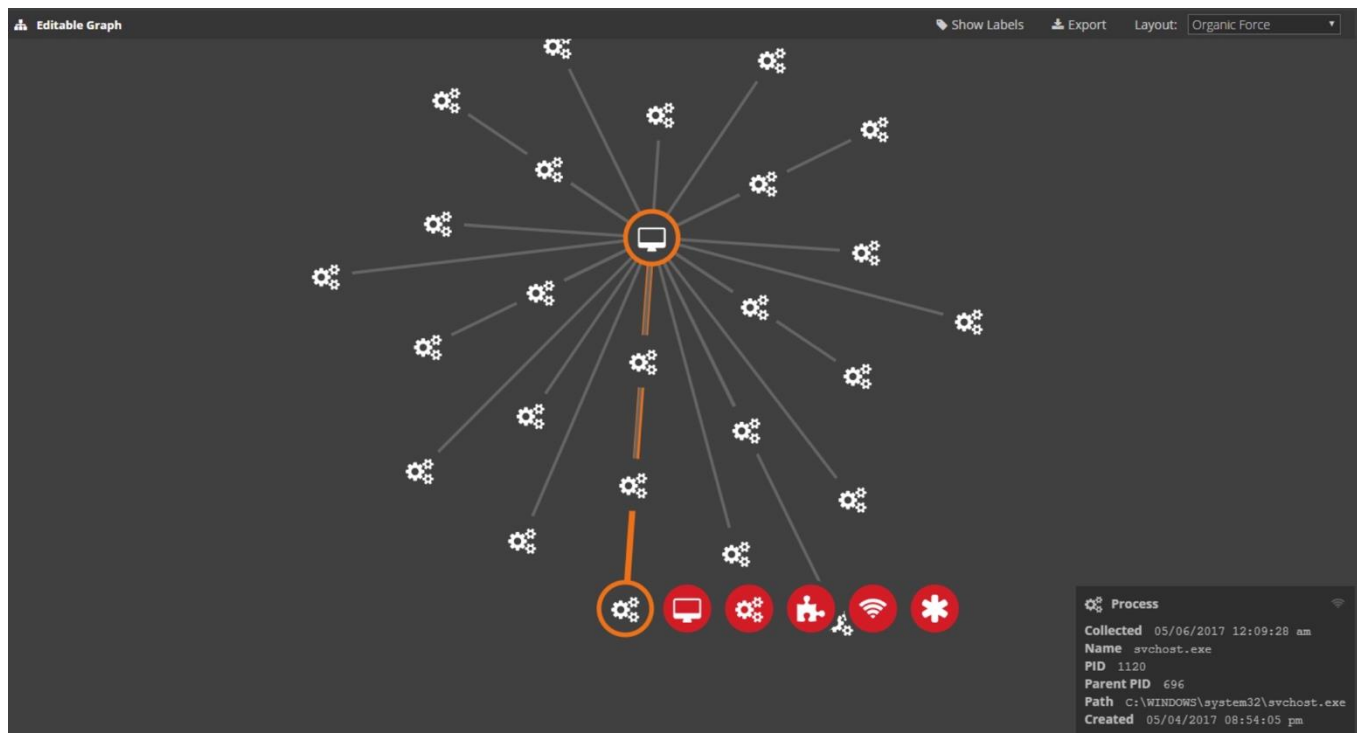 Editable Graph
Show Labels Export Layout: Organic Force
Process
Collected 05/06/2017 12:09:28 am
Name svchost.exe
PID 1120
Parent PID 696
Path C:\WINDOWS\system32\svchost.exe
Created 05/04/2017 08:54:05 pm